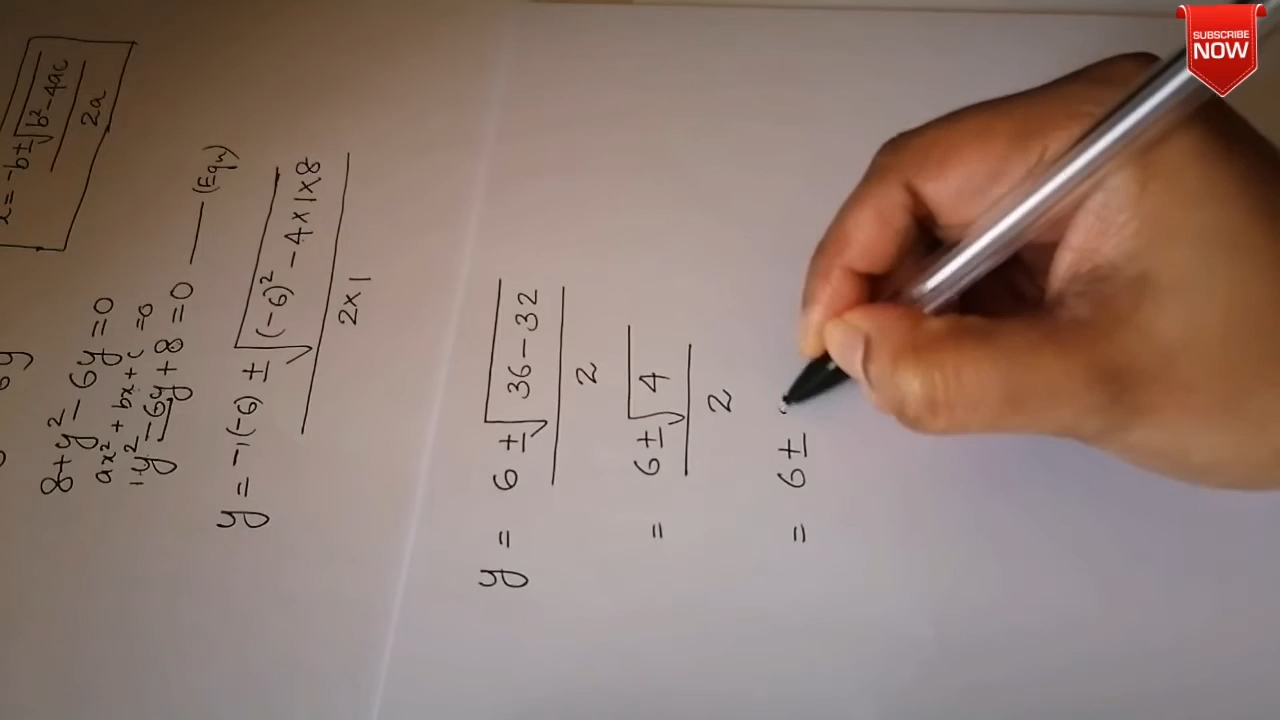 x = -b ± √b² - 4ac
2a
6y
8 + y² - 6y = 0
ax² + bx + c = 0
1y² - 6y + 8 = 0 —— (Eqn)
y = -1(-6) ± √(-6)² - 4 x 1 x 8
2 x 1
y = 6 ± √36 - 32
2
= 6 ± √4
2
= 6 ±
SUBSCRIBE
NOW